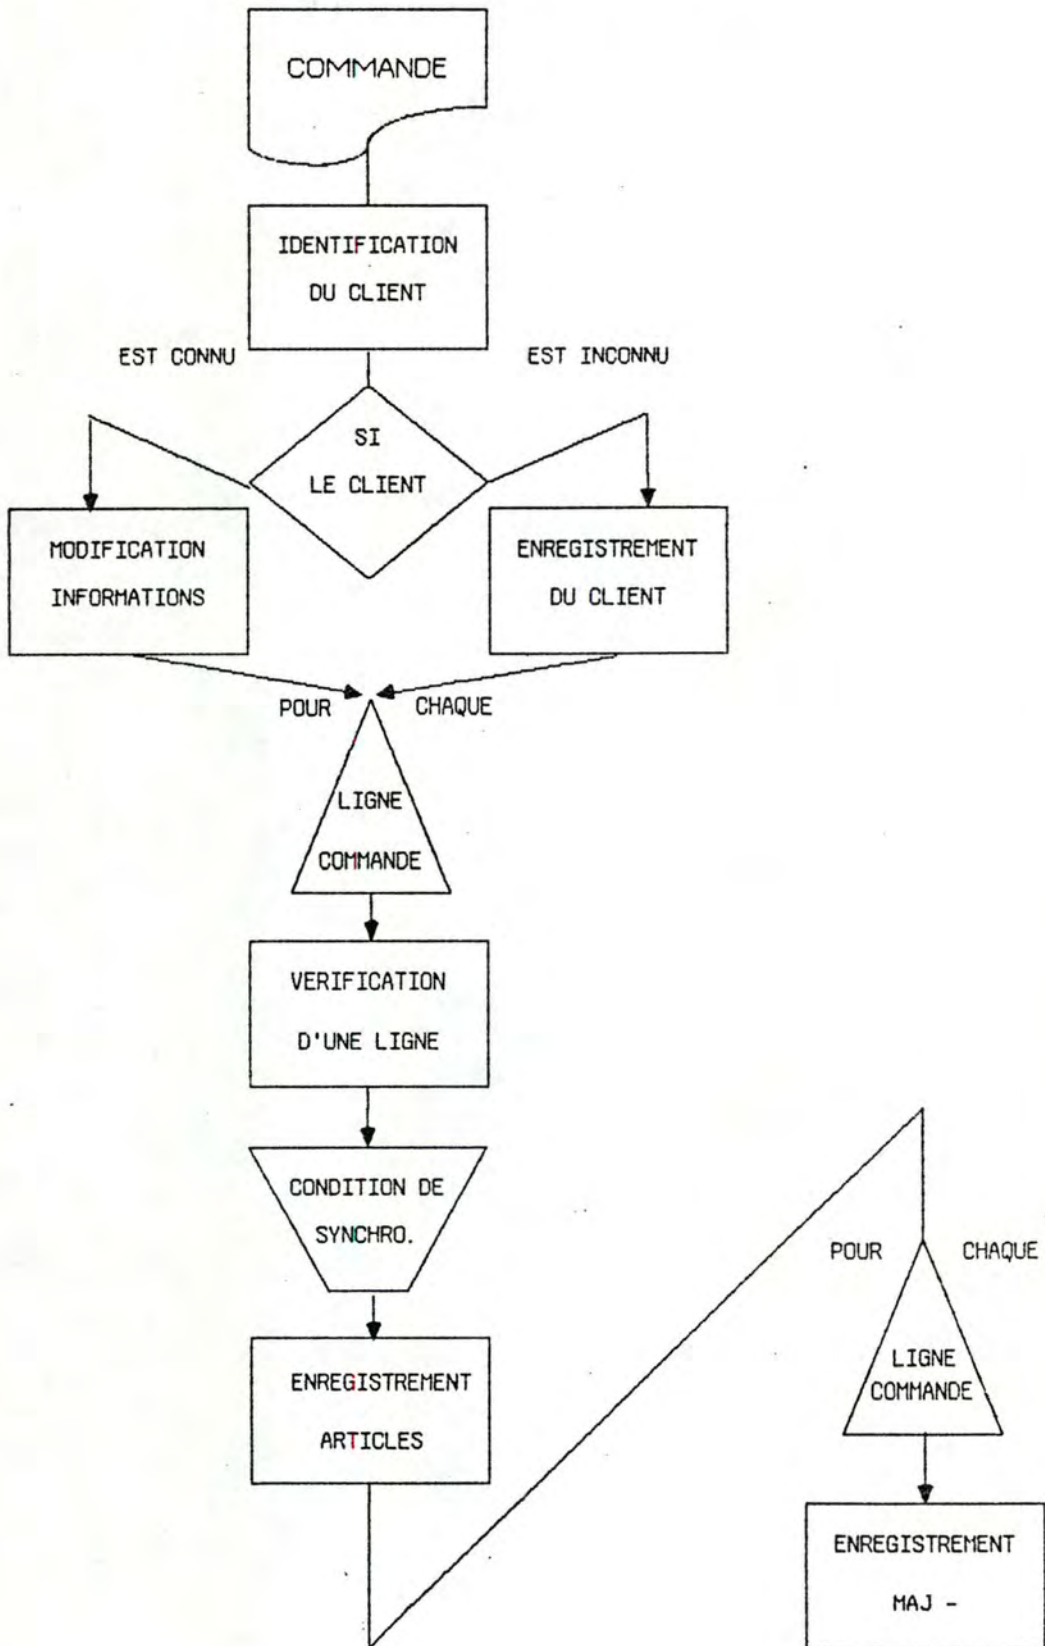 COMMANDE
IDENTIFICATION
DU CLIENT
EST CONNU
EST INCONNU
SI
LE CLIENT
MODIFICATION
INFORMATIONS
ENREGISTREMENT
DU CLIENT
POUR CHAQUE
LIGNE
COMMANDE
VERIFICATION
D'UNE LIGNE
CONDITION DE
SYNCHRO.
ENREGISTREMENT
ARTICLES
POUR CHAQUE
LIGNE
COMMANDE
ENREGISTREMENT
MAJ -